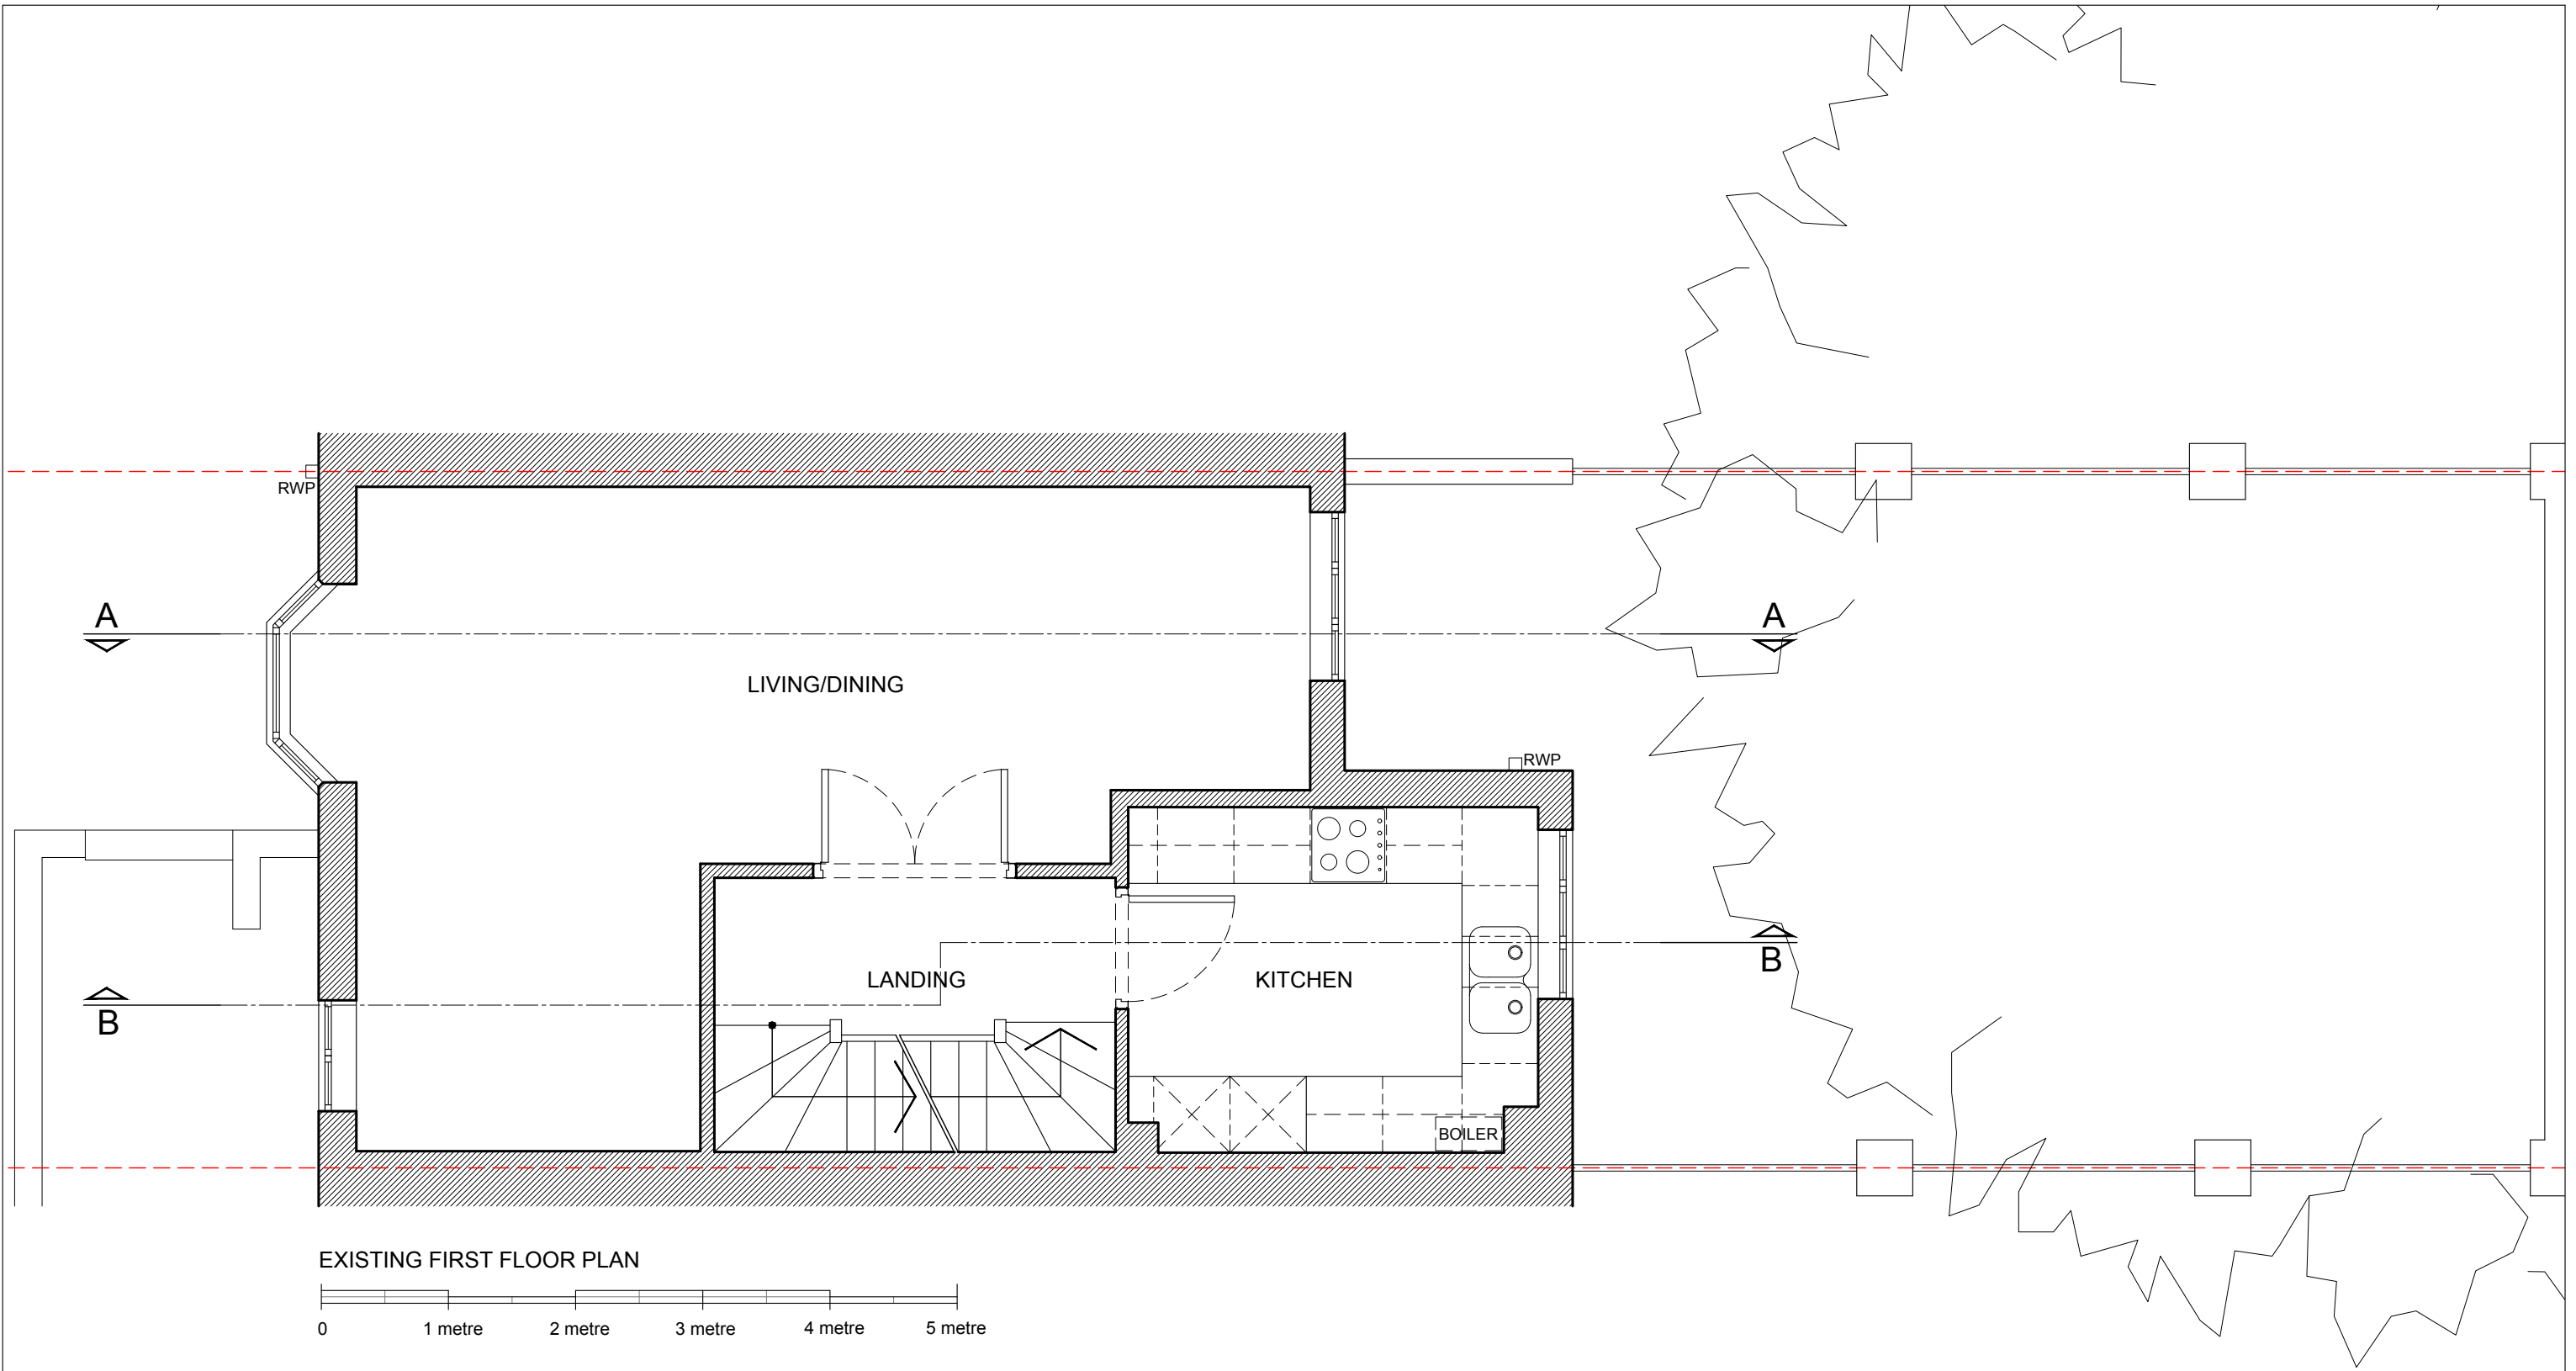 RWP
A
A
LIVING/DINING
RWP
B
LANDING
KITCHEN
B
BOILER
EXISTING FIRST FLOOR PLAN
0 1 metre 2 metre 3 metre 4 metre 5 metre